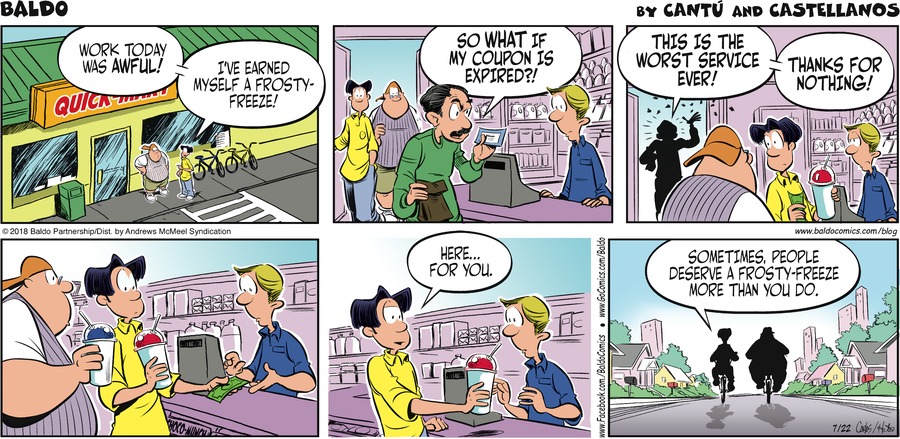 BALDO
BY CANTÚ AND CASTELLANOS
WORK TODAY
WAS AWFUL!
I'VE EARNED
MYSELF A FROSTY-
FREEZE!
QUICK-MART
SO WHAT IF
MY COUPON IS
EXPIRED?!
THIS IS THE
WORST SERVICE
EVER!
THANKS FOR
NOTHING!
© 2018 Baldo Partnership/Dist. by Andrews McMeel Syndication
www.baldocomics.com/blog
HERE...
FOR YOU.
www.Facebook.com/BaldoComics • www.GoComics.com/Baldo
SOMETIMES, PEOPLE
DESERVE A FROSTY-FREEZE
MORE THAN YOU DO.
7/22